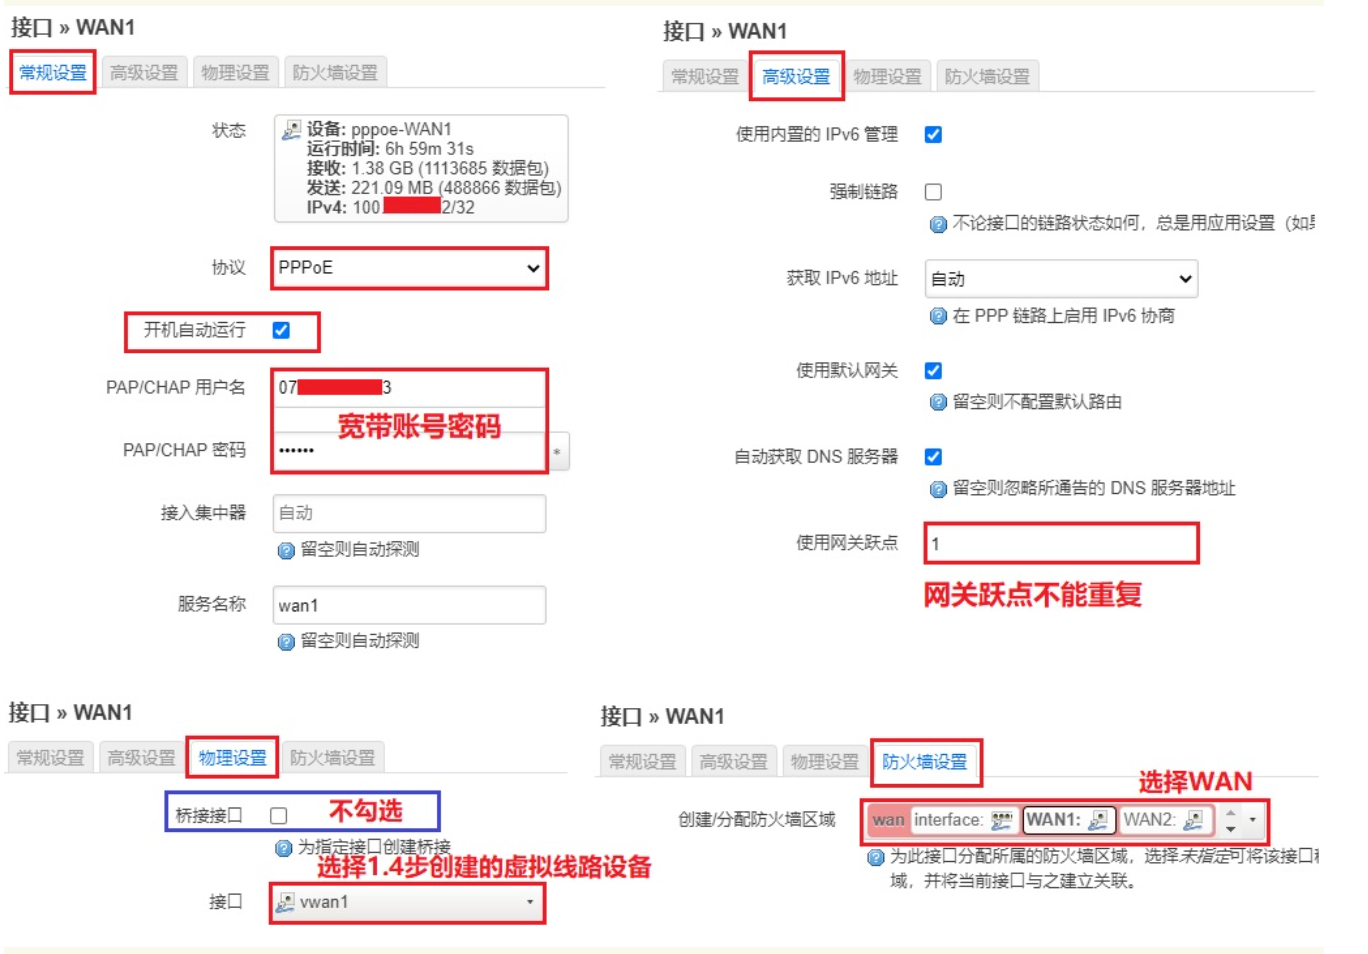 接口 » WAN1
常规设置 高级设置 物理设置 防火墙设置
状态
设备: pppoe-WAN1
运行时间: 6h 59m 31s
接收: 1.38 GB (1113685 数据包)
发送: 221.09 MB (488866 数据包)
IPv4: 100. 2/32
协议 PPPoE
开机自动运行
PAP/CHAP 用户名 07 3
宽带账号密码
PAP/CHAP 密码 •••••• *
接入集中器 自动
留空则自动探测
服务名称 wan1
留空则自动探测
接口 » WAN1
常规设置 高级设置 物理设置 防火墙设置
使用内置的 IPv6 管理
强制链路
不论接口的链路状态如何，总是用应用设置（如
获取 IPv6 地址 自动
在 PPP 链路上启用 IPv6 协商
使用默认网关
留空则不配置默认路由
自动获取 DNS 服务器
留空则忽略所通告的 DNS 服务器地址
使用网关跃点 1
网关跃点不能重复
接口 » WAN1
常规设置 高级设置 物理设置 防火墙设置
桥接接口 不勾选
为指定接口创建桥接
选择1.4步创建的虚拟线路设备
接口 vwan1
接口 » WAN1
常规设置 高级设置 物理设置 防火墙设置
选择WAN
创建/分配防火墙区域 wan interface: WAN1: WAN2:
为此接口分配所属的防火墙区域，选择未指定可将该接口
域，并将当前接口与之建立关联。